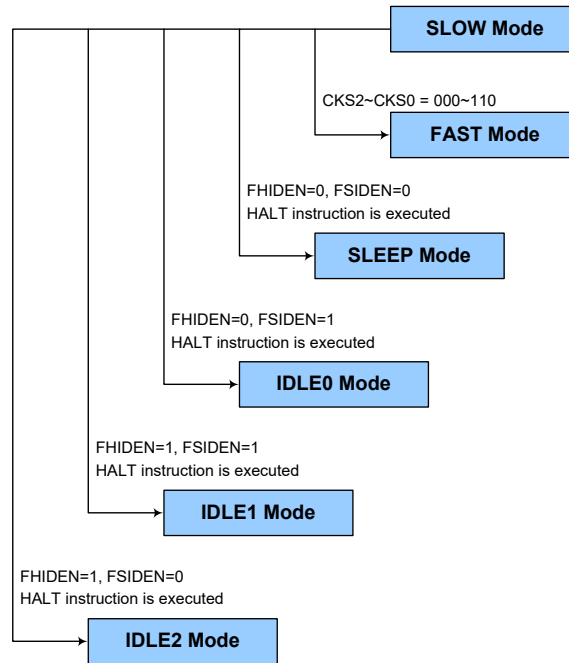 SLOW Mode
CKS2~CKS0 = 000~110
FAST Mode
FHIDEN=0, FSIDEN=0
HALT instruction is executed
SLEEP Mode
FHIDEN=0, FSIDEN=1
HALT instruction is executed
IDLE0 Mode
FHIDEN=1, FSIDEN=1
HALT instruction is executed
IDLE1 Mode
FHIDEN=1, FSIDEN=0
HALT instruction is executed
IDLE2 Mode